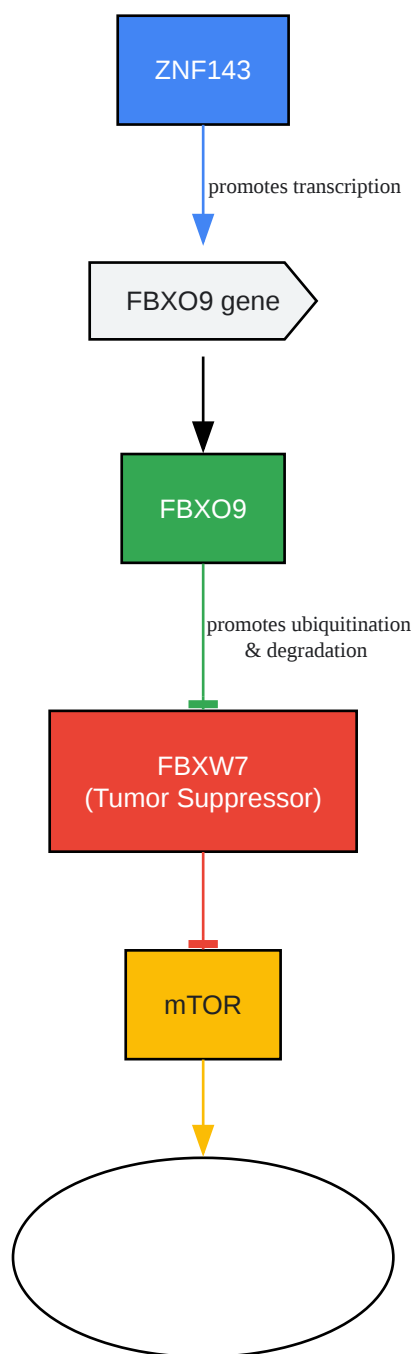 ZNF143
promotes transcription
FBXO9 gene
FBXO9
promotes ubiquitination
& degradation
FBXW7
(Tumor Suppressor)
mTOR